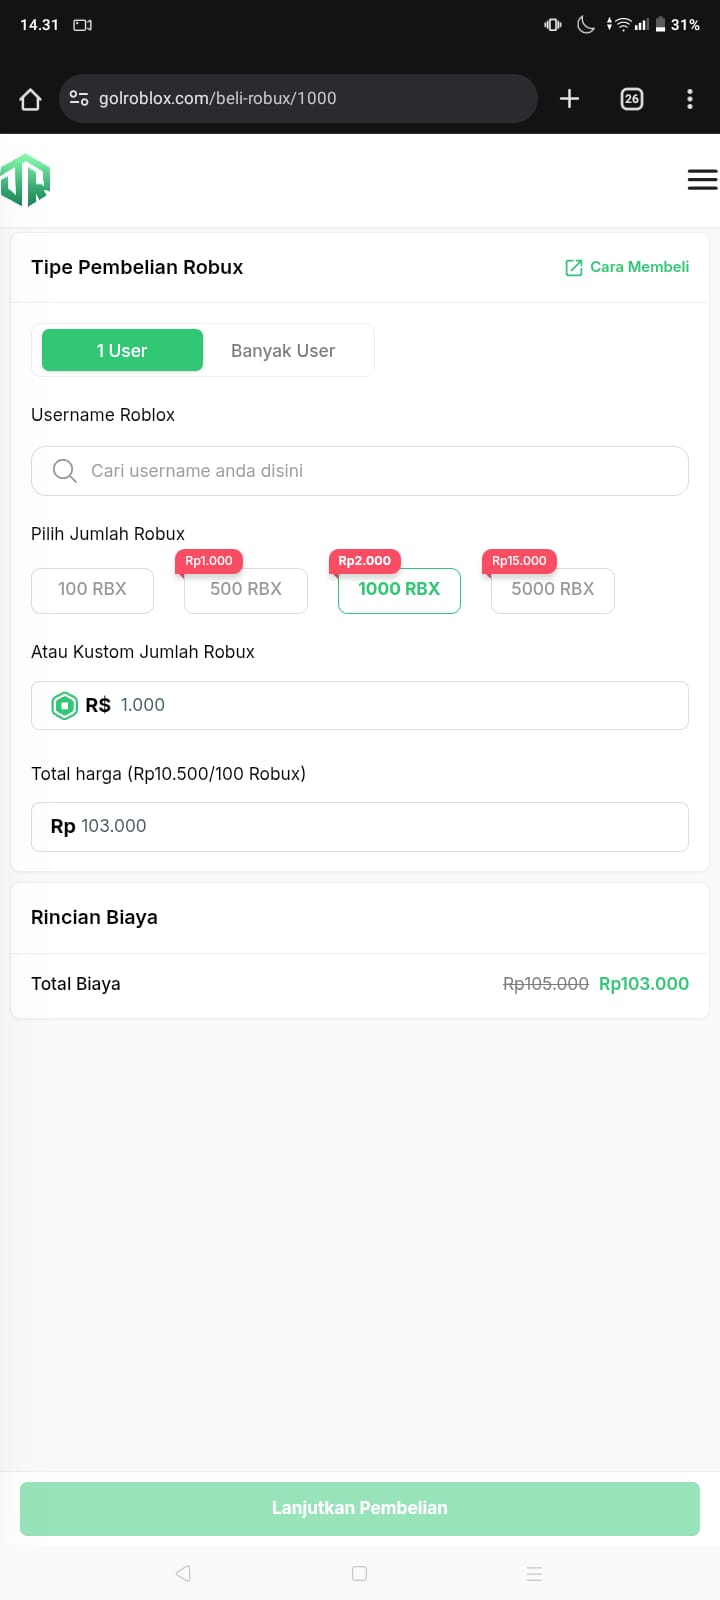 14.31
31%
golroblox.com/beli-robux/1000
26
Tipe Pembelian Robux
Cara Membeli
1 User
Banyak User
Username Roblox
Cari username anda disini
Pilih Jumlah Robux
Rp1.000
Rp2.000
Rp15.000
100 RBX
500 RBX
1000 RBX
5000 RBX
Atau Kustom Jumlah Robux
R$ 1.000
Total harga (Rp10.500/100 Robux)
Rp 103.000
Rincian Biaya
Total Biaya
Rp105.000 Rp103.000
Lanjutkan Pembelian